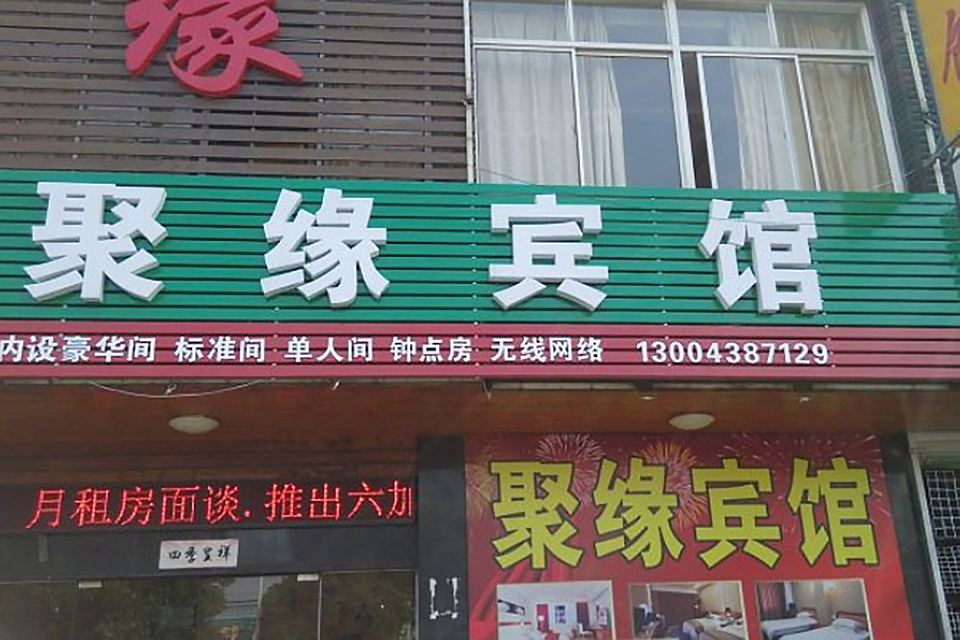 缘
聚缘宾馆
内设豪华间 标准间 单人间 钟点房 无线网络 13004387129
月租房面谈.推出六加
四季呈祥
聚缘宾馆